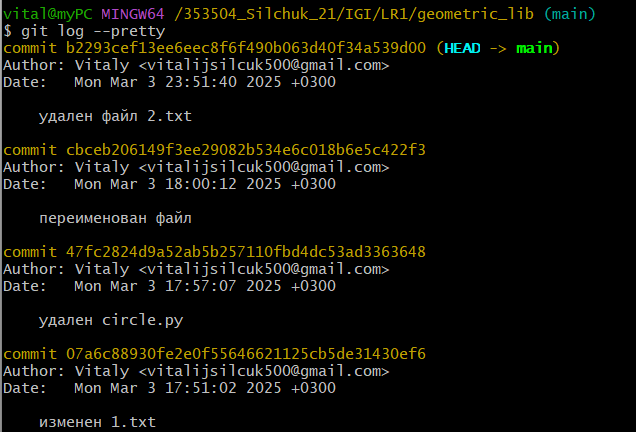 vital@myPC MINGW64 /353504_Silchuk_21/IGI/LR1/geometric_lib (main)
$ git log --pretty
commit b2293cef13ee6eec8f6f490b063d40f34a539d00 (HEAD -> main)
Author: Vitaly <vitalijsilcuk500@gmail.com>
Date:   Mon Mar 3 23:51:40 2025 +0300
удален файл 2.txt
commit cbceb206149f3ee29082b534e6c018b6e5c422f3
Author: Vitaly <vitalijsilcuk500@gmail.com>
Date:   Mon Mar 3 18:00:12 2025 +0300
переименован файл
commit 47fc2824d9a52ab5b257110fbd4dc53ad3363648
Author: Vitaly <vitalijsilcuk500@gmail.com>
Date:   Mon Mar 3 17:57:07 2025 +0300
удален circle.py
commit 07a6c88930fe2e0f55646621125cb5de31430ef6
Author: Vitaly <vitalijsilcuk500@gmail.com>
Date:   Mon Mar 3 17:51:02 2025 +0300
изменен 1.txt